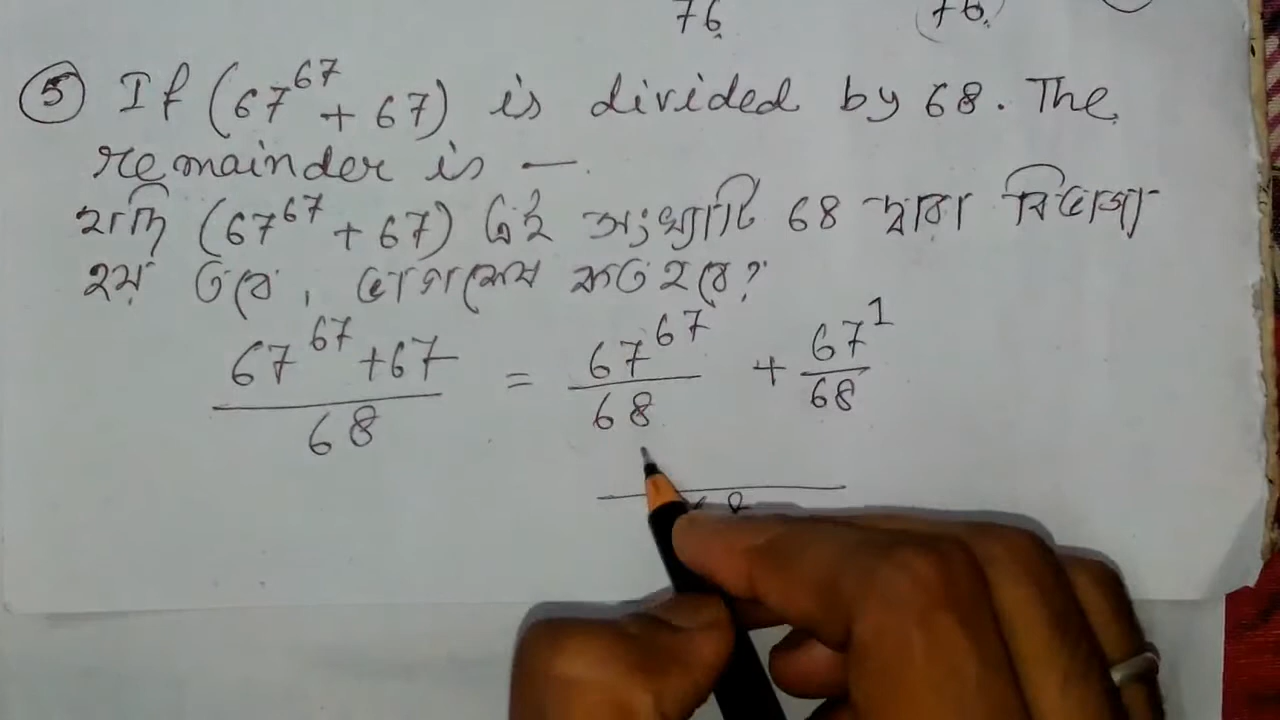 76 (76)
⑤ If (67^67 + 67) is divided by 68. The
remainder is —.
যদি (67^67 + 67) এই সংখ্যাটি 68 দ্বারা বিভাজ্য
হয় তবে, ভাগশেষ কত হবে?
(67^67 + 67)/68 = 67^67/68 + 67^1/68